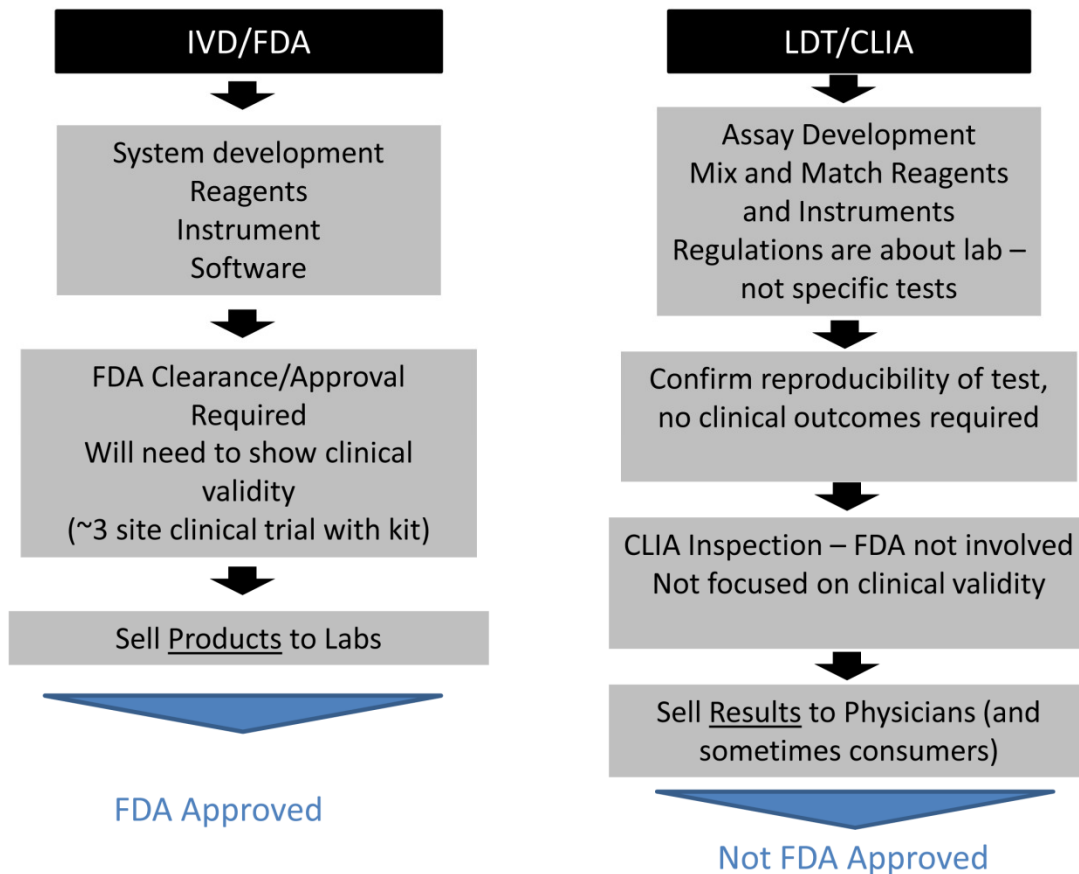 IVD/FDA
System development
Reagents
Instrument
Software
FDA Clearance/Approval
Required
Will need to show clinical
validity
(~3 site clinical trial with kit)
Sell Products to Labs
FDA Approved
LDT/CLIA
Assay Development
Mix and Match Reagents
and Instruments
Regulations are about lab –
not specific tests
Confirm reproducibility of test,
no clinical outcomes required
CLIA Inspection – FDA not involved
Not focused on clinical validity
Sell Results to Physicians (and
sometimes consumers)
Not FDA Approved